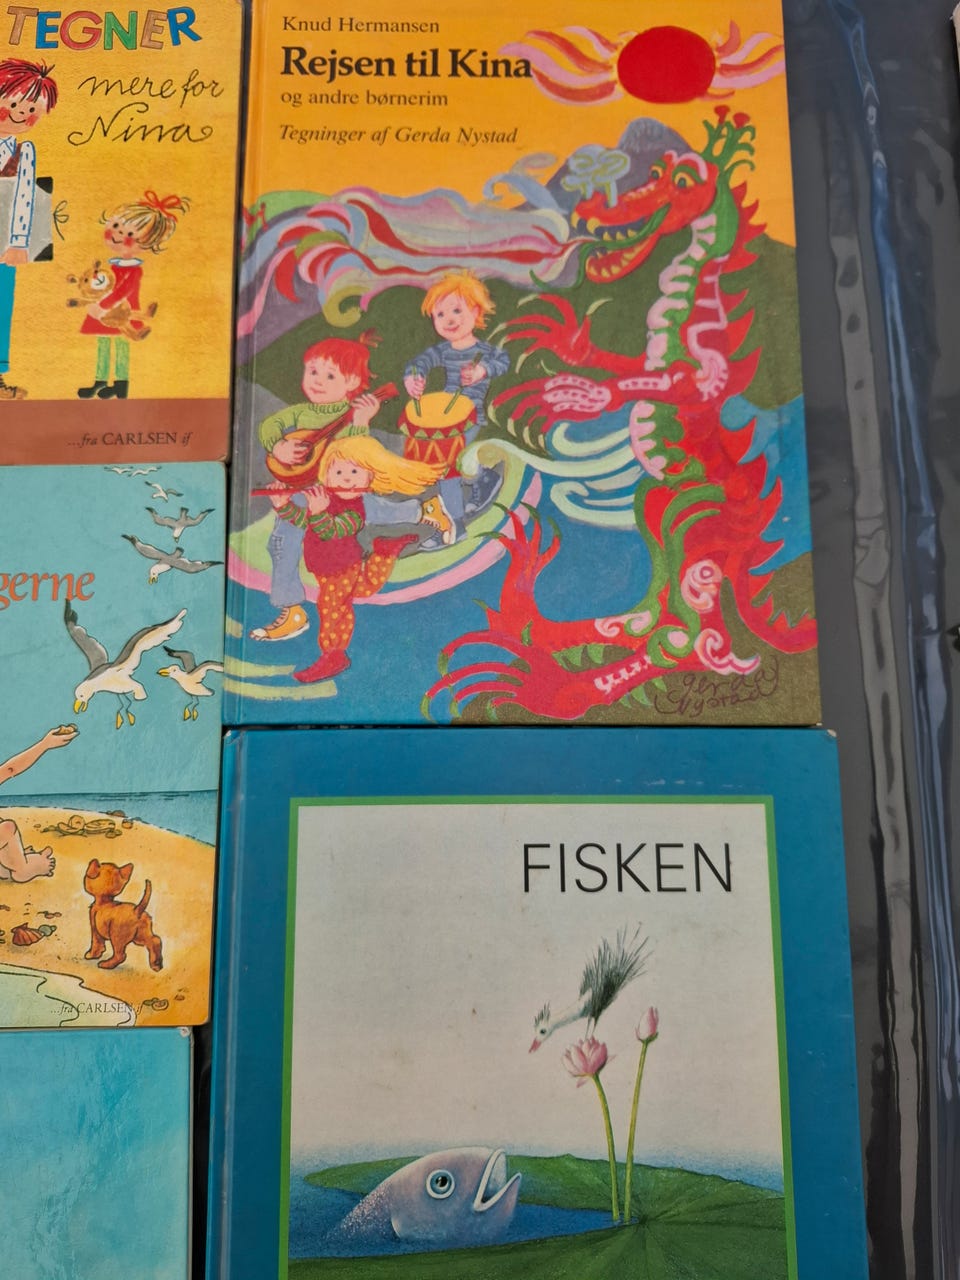 TEGNER
mere for
Nina
...fra CARLSEN if
gerne
...fra CARLSEN if
Knud Hermansen
Rejsen til Kina
og andre børnerim
Tegninger af Gerda Nystad
gerda
nystad
FISKEN